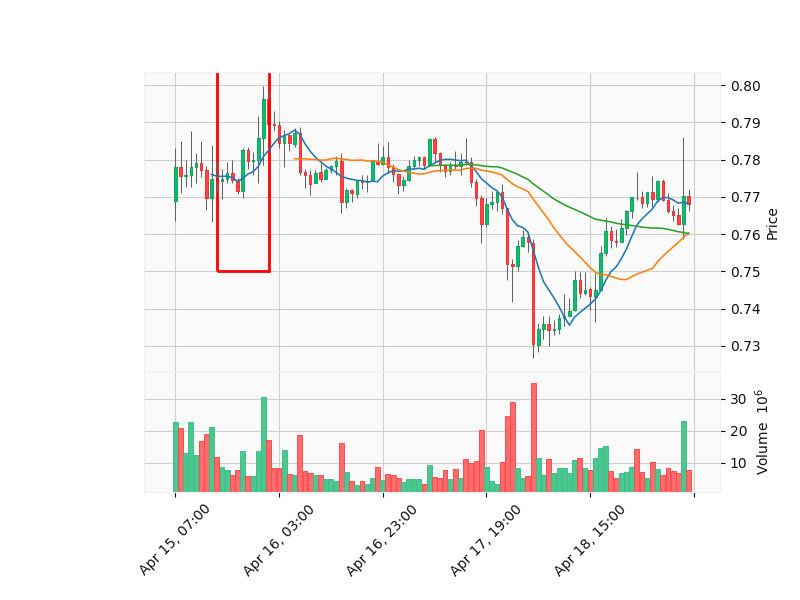 0.80
0.79
0.78
0.77
0.76
0.75
0.74
0.73
Price
30
20
10
Volume 10⁶
Apr 15, 07:00
Apr 16, 03:00
Apr 16, 23:00
Apr 17, 19:00
Apr 18, 15:00